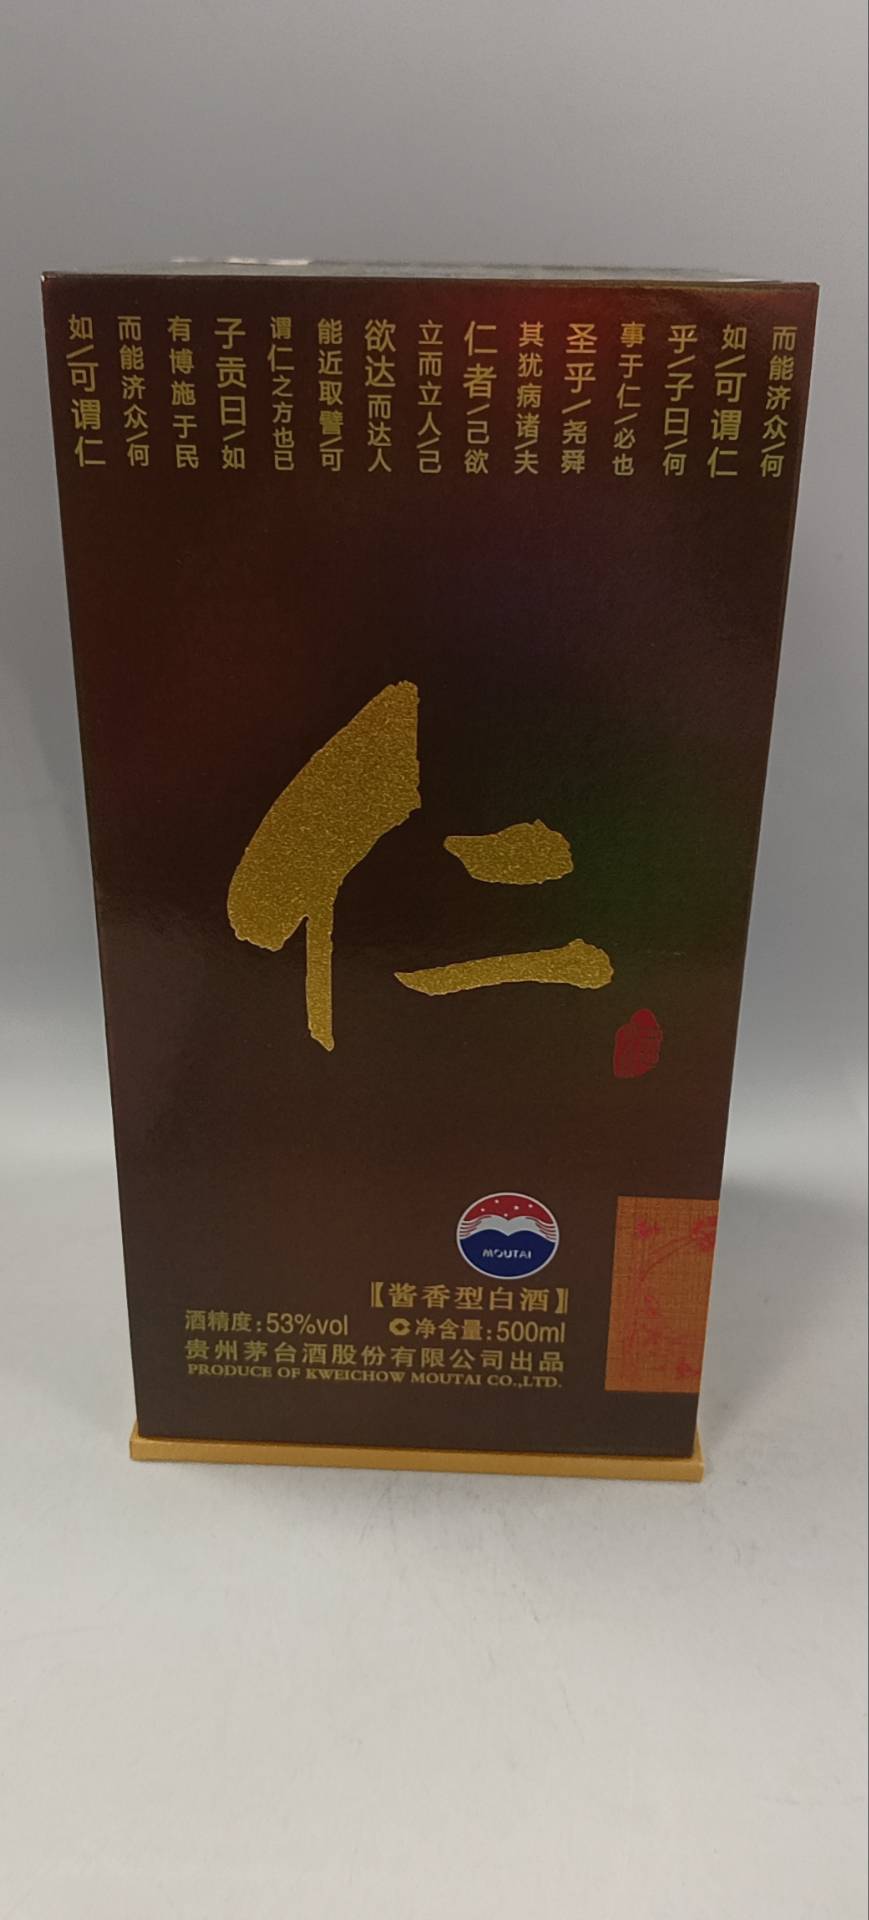 而能济众/何
如/可谓仁
乎/子曰/何
事于仁/必也
圣乎/尧舜
其犹病诸/夫
仁者/己欲
立而立人/己
欲达而达人
能近取譬/可
谓仁之方也已
子贡曰/如
有博施于民
而能济众/何
如/可谓仁
仁
MOUTAI
【酱香型白酒】
酒精度:53%vol 净含量:500ml
贵州茅台酒股份有限公司出品
PRODUCE OF KWEICHOW MOUTAI CO.,LTD.